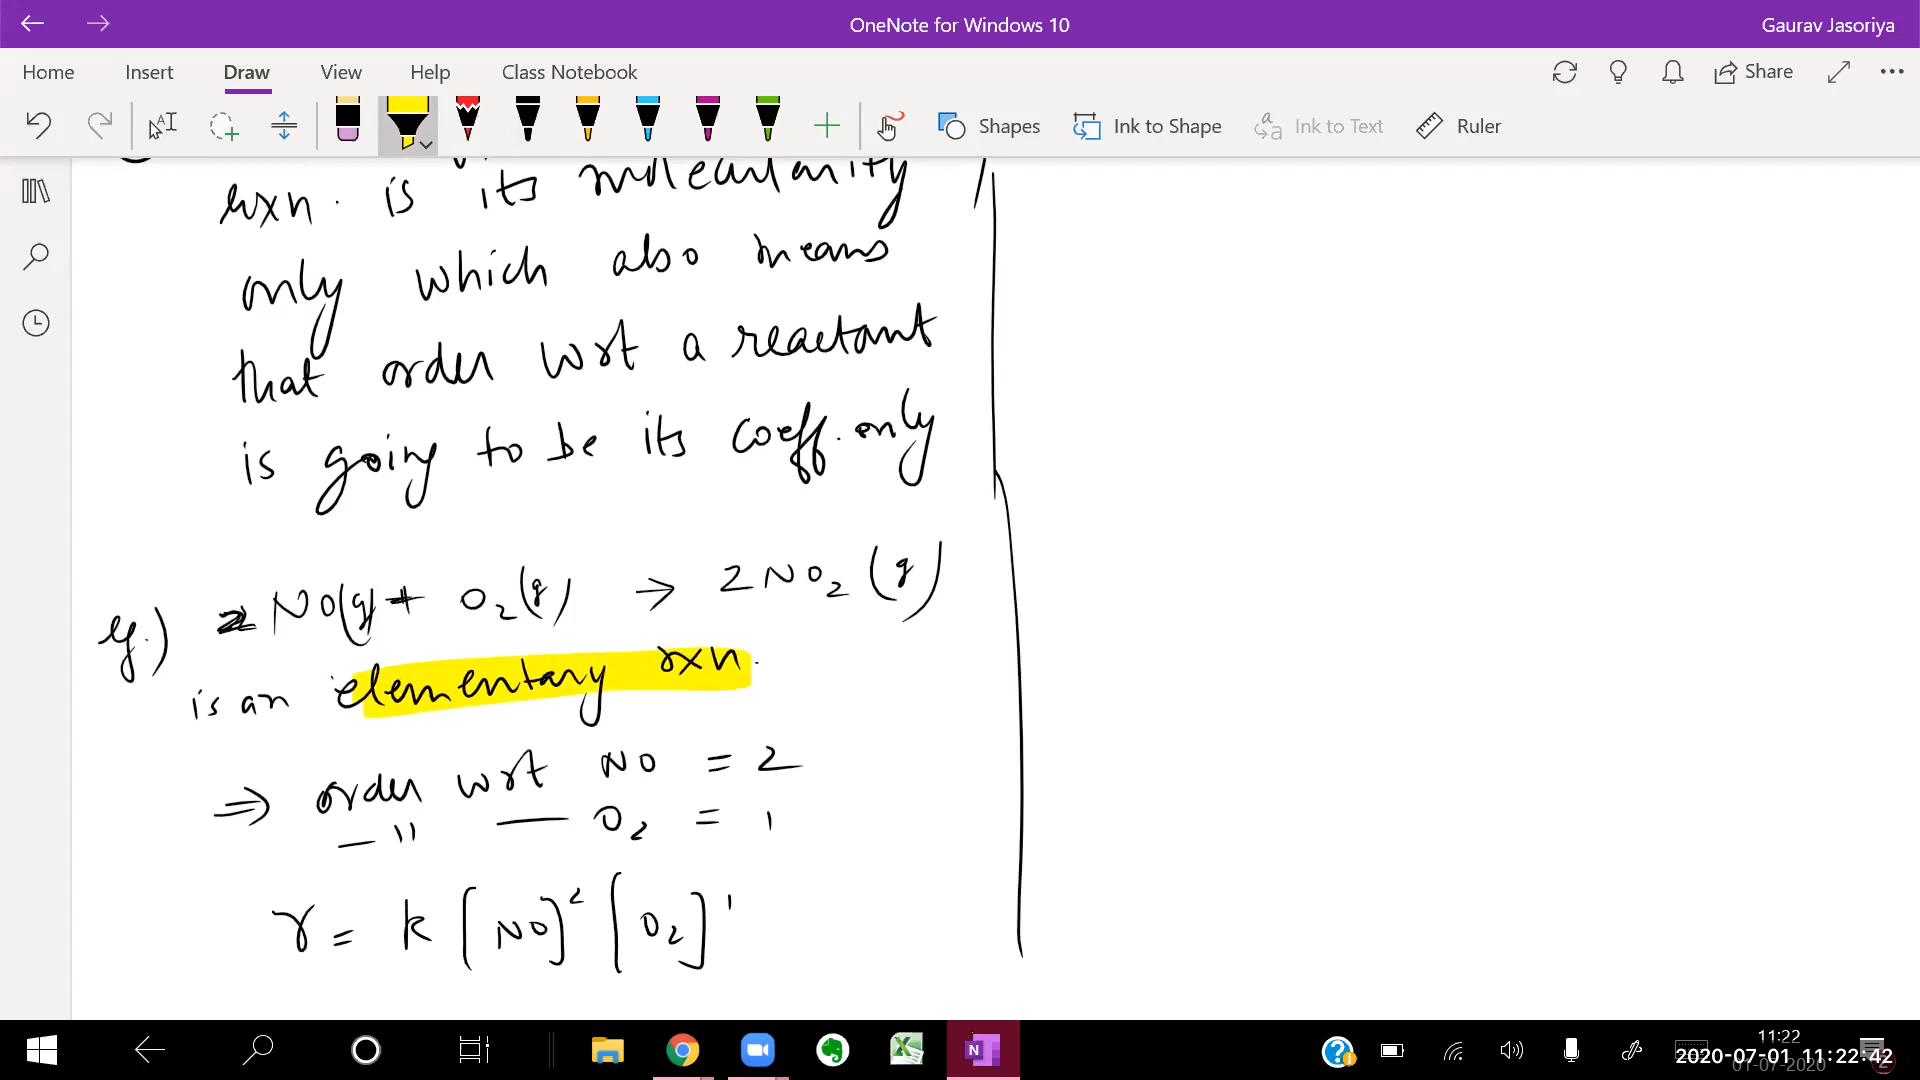 OneNote for Windows 10
Gaurav Jasoriya
Home Insert Draw View Help Class Notebook Share
Shapes Ink to Shape Ink to Text Ruler
rxn. is its molecularity
only which also means
that order wrt a reactant
is going to be its coeff. only
eg.) 2NO(g) + O₂(g) → 2NO₂(g)
is an elementary rxn.
⇒ order wrt NO = 2
—"— O₂ = 1
r = k [NO]² [O₂]¹
11:22
2020-07-01 11:22:42
01-07-2020